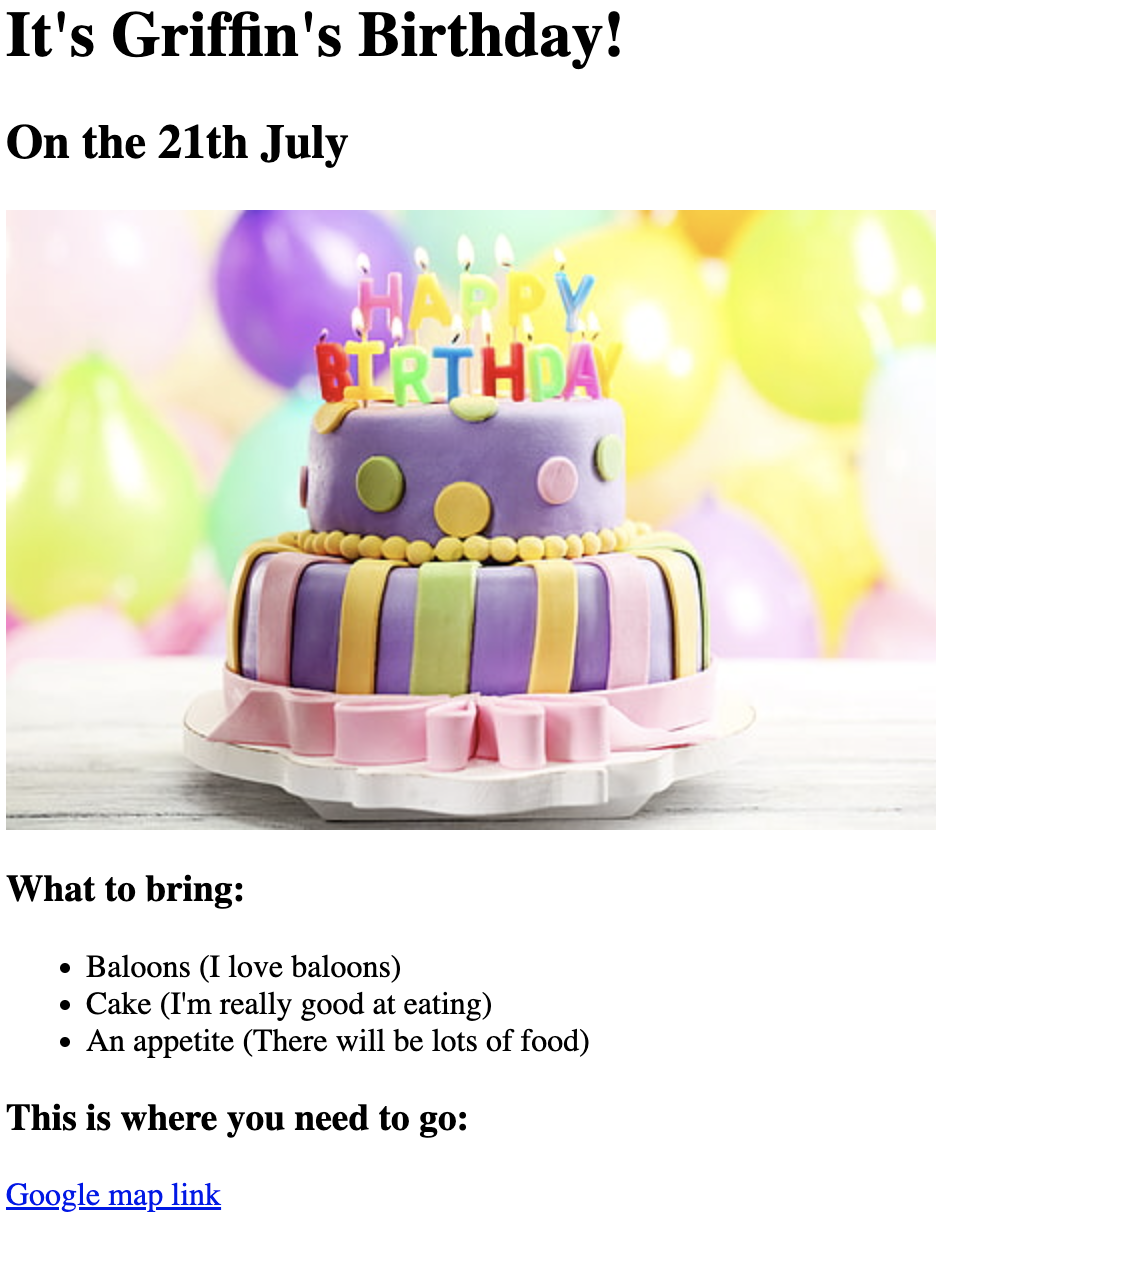 It's Griffin's Birthday!
On the 21th July
HAPPY
BIRTHDAY
What to bring:
Baloons (I love baloons)
Cake (I'm really good at eating)
An appetite (There will be lots of food)
This is where you need to go:
Google map link